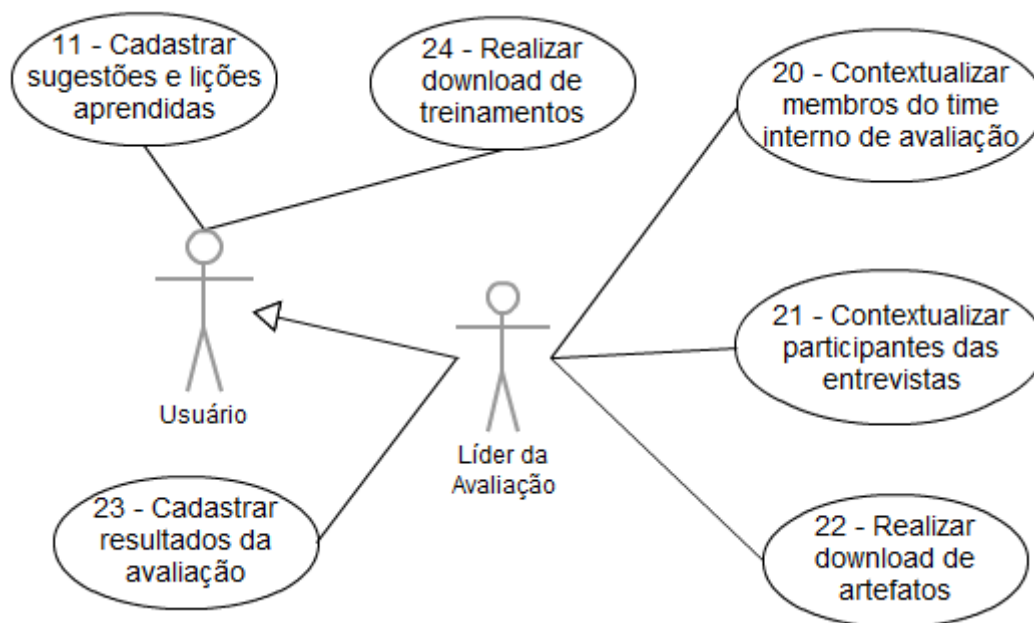 11 - Cadastrar
sugestões e lições
aprendidas
24 - Realizar
download de
treinamentos
20 - Contextualizar
membros do time
interno de avaliação
21 - Contextualizar
participantes das
entrevistas
Usuário
Líder da
Avaliação
23 - Cadastrar
resultados da
avaliação
22 - Realizar
download de
artefatos